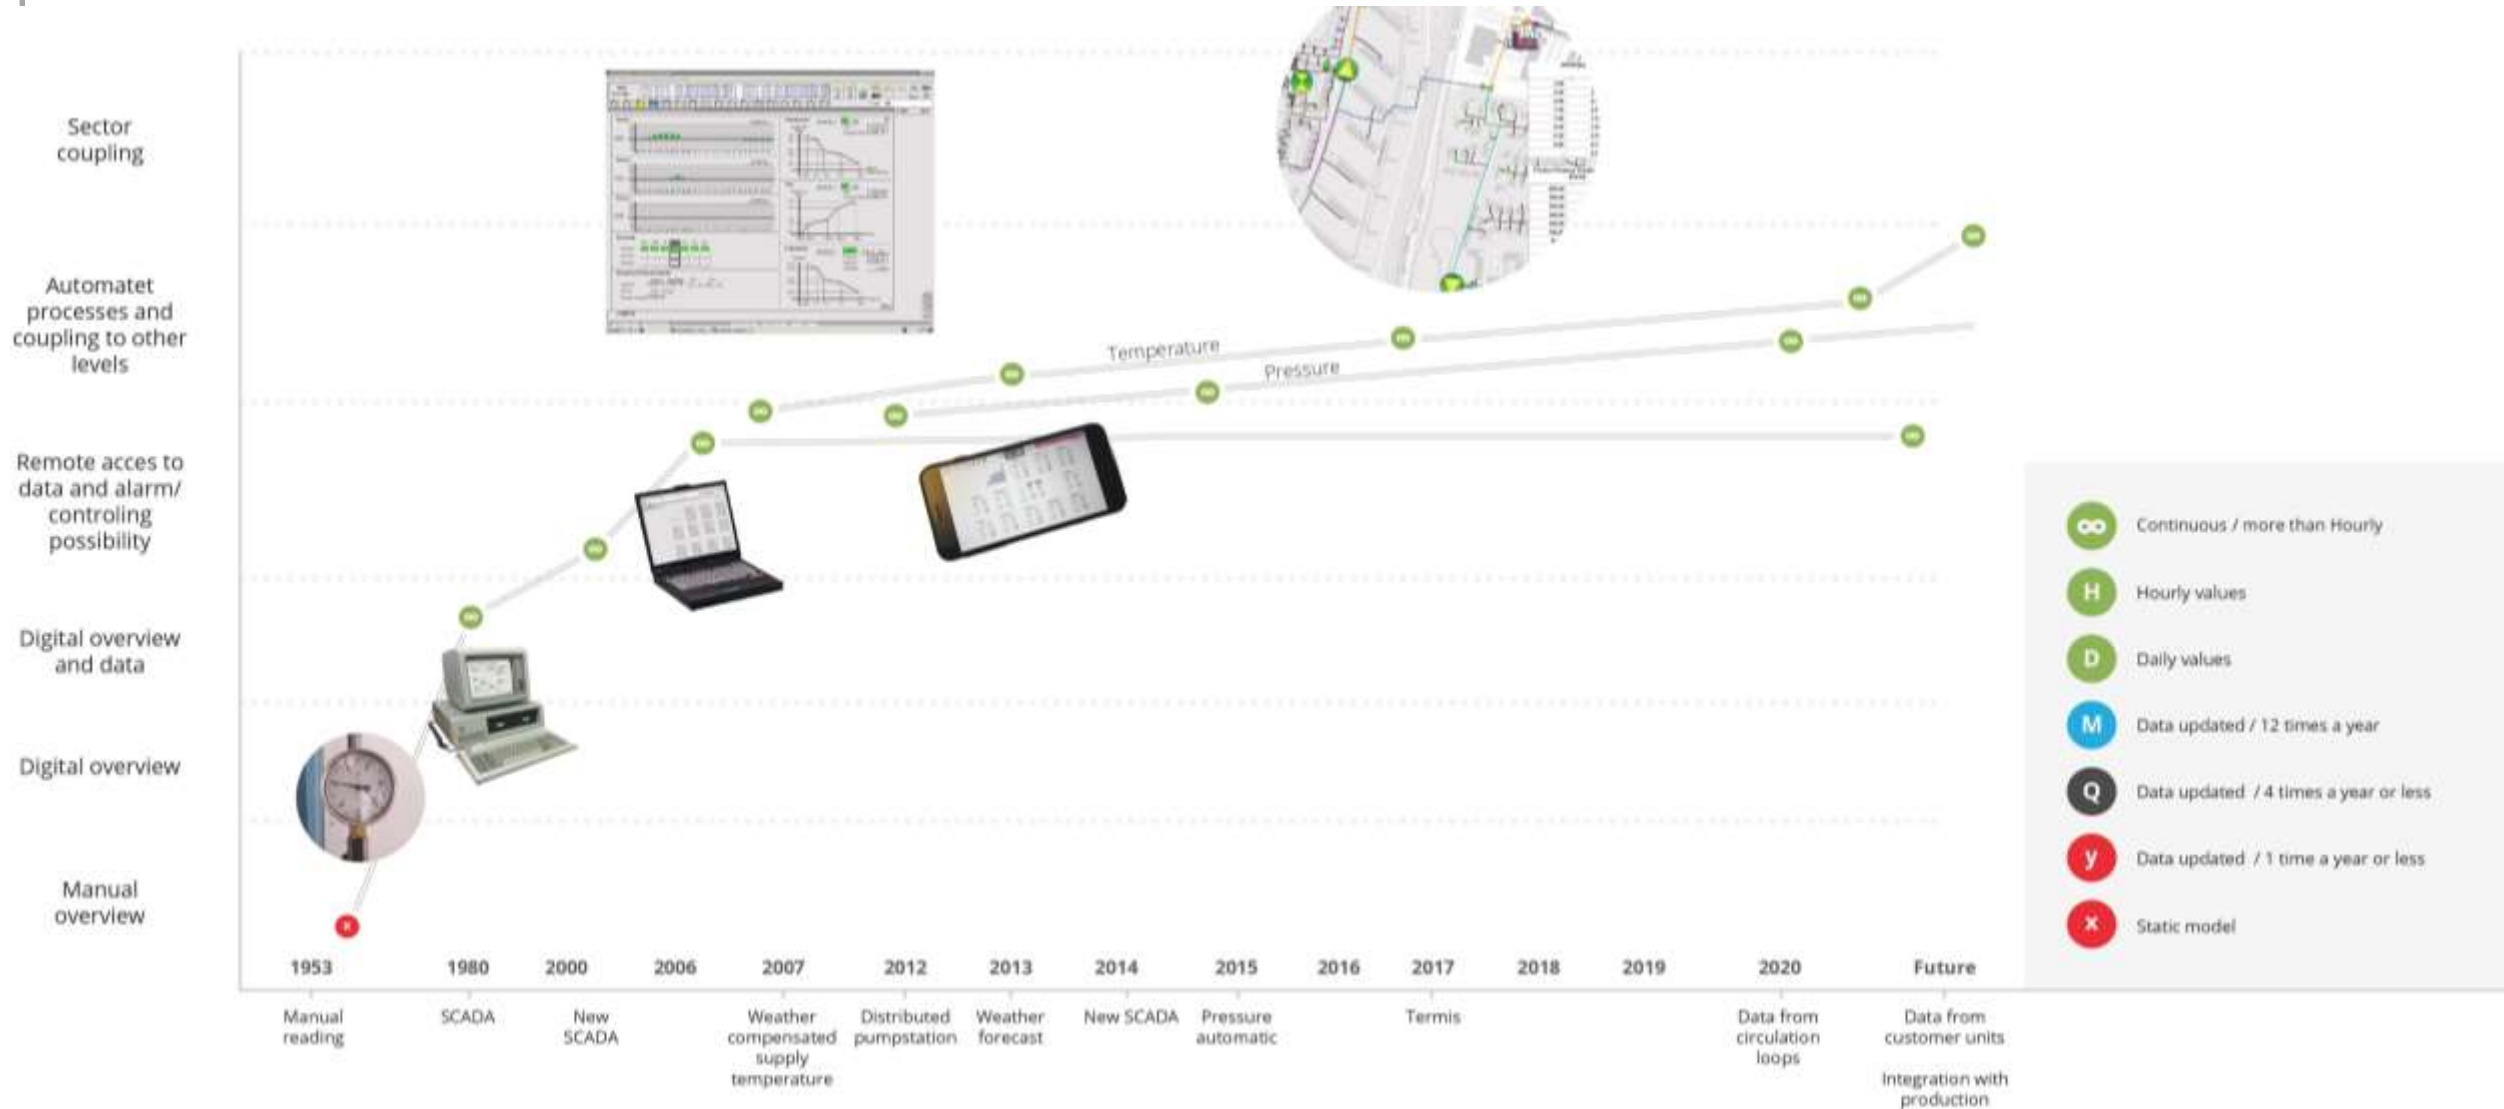 Sector
coupling
Automatet
processes and
coupling to other
levels
Remote acces to
data and alarm/
controling
possibility
Digital overview
and data
Digital overview
Manual
overview
Temperature
Pressure
1953
1980
2000
2006
2007
2012
2013
2014
2015
2016
2017
2018
2019
2020
Future
Manual
reading
SCADA
New
SCADA
Weather
compensated
supply
temperature
Distributed
pumpstation
Weather
forecast
New SCADA
Pressure
automatic
Termis
Data from
circulation
loops
Data from
customer units
Integration with
production
∞ Continuous / more than Hourly
H Hourly values
D Daily values
M Data updated / 12 times a year
Q Data updated / 4 times a year or less
y Data updated / 1 time a year or less
x Static model